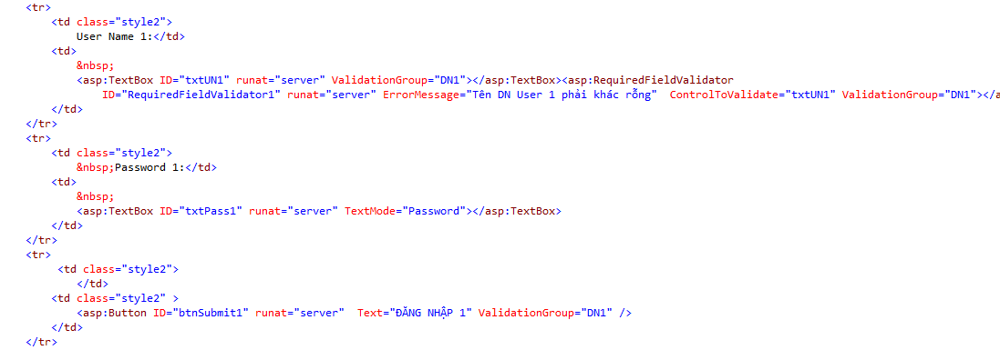 <tr>
<td class="style2">
User Name 1:</td>
<td>
&nbsp;
<asp:TextBox ID="txtUN1" runat="server" ValidationGroup="DN1"></asp:TextBox><asp:RequiredFieldValidator
ID="RequiredFieldValidator1" runat="server" ErrorMessage="Tên DN User 1 phải khác rỗng"  ControlToValidate="txtUN1" ValidationGroup="DN1"></a
</td>
</tr>
<tr>
<td class="style2">
&nbsp;Password 1:</td>
<td>
&nbsp;
<asp:TextBox ID="txtPass1" runat="server" TextMode="Password"></asp:TextBox>
</td>
</tr>
<tr>
<td class="style2">
</td>
<td class="style2" >
<asp:Button ID="btnSubmit1" runat="server"  Text="ĐĂNG NHẬP 1" ValidationGroup="DN1" />
</td>
</tr>